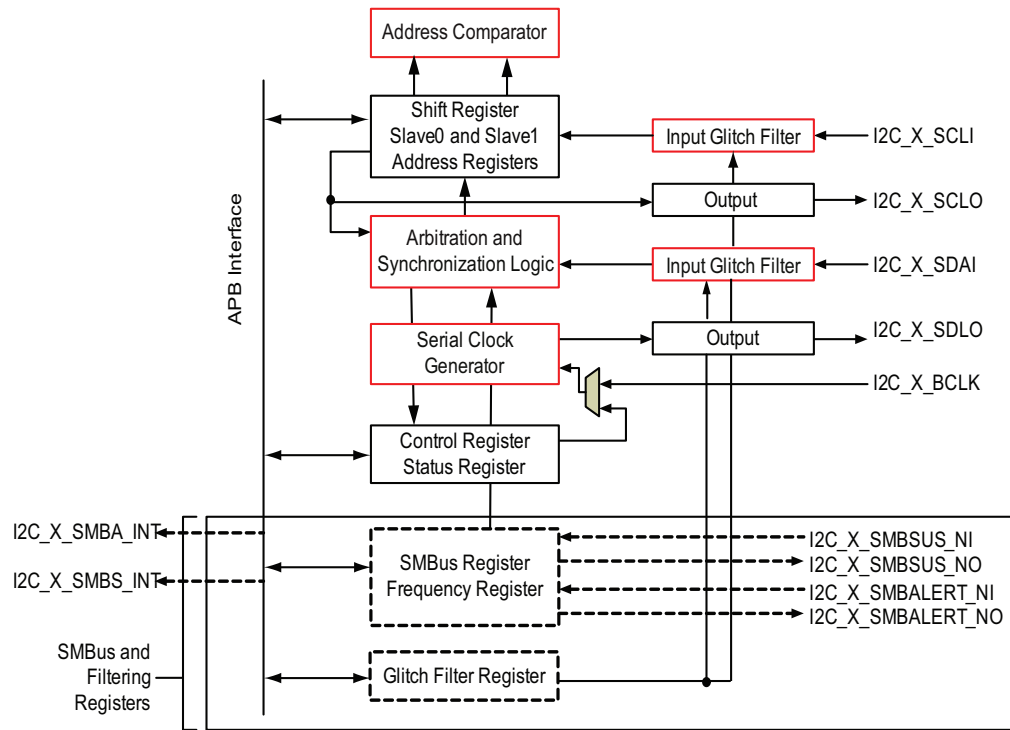 Address Comparator
Shift Register
Slave0 and Slave1
Address Registers
Input Glitch Filter
I2C_X_SCLI
Output
I2C_X_SCLO
APB Interface
Arbitration and
Synchronization Logic
Input Glitch Filter
I2C_X_SDAI
Serial Clock
Generator
Output
I2C_X_SDLO
I2C_X_BCLK
Control Register
Status Register
I2C_X_SMBA_INT
I2C_X_SMBS_INT
SMBus Register
Frequency Register
I2C_X_SMBSUS_NI
I2C_X_SMBSUS_NO
I2C_X_SMBALERT_NI
I2C_X_SMBALERT_NO
SMBus and
Filtering
Registers
Glitch Filter Register